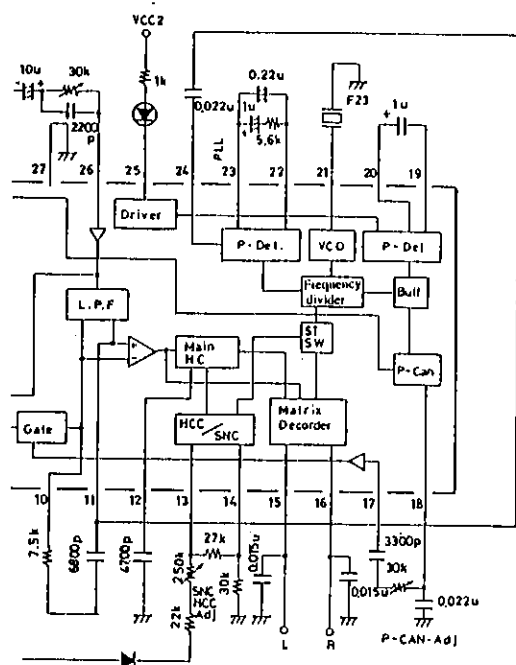 VCC2
10u
30k
1k
2200
p
0.022u
0.22u
1u
5.6k
PLL
F23
1u
27
26
25
24
23
22
21
20
19
Driver
P-Det.
VCO
P-Det
L.P.F
Frequency
divider
Buff
ST
SW
Main
HC
P-Can
Gate
HCC
/SNC
Matrix
Decorder
10
11
12
13
14
15
16
17
18
7.5k
6800p
4700p
250k
27k
30k
SNC
HCC
Adj
22k
0.015u
0.015u
3300p
30k
0.022u
L
R
P-CAN-Adj